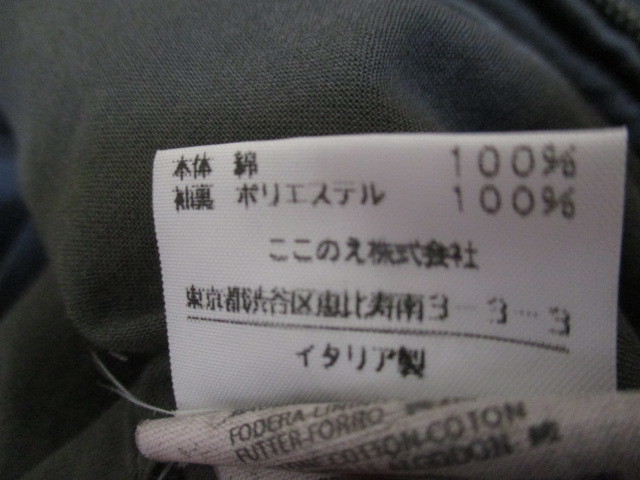 本体 綿 100%
袖裏 ポリエステル 100%
ここのえ株式会社
東京都渋谷区恵比寿南3-3-3
イタリア製
FODERA-LIN
FUTTER-FORRO
COTTON-COTON
綿